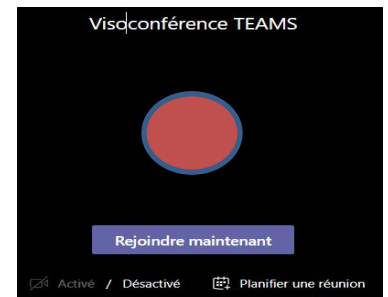 Visoconférence TEAMS
Rejoindre maintenant
Activé / Désactivé Planifier une réunion